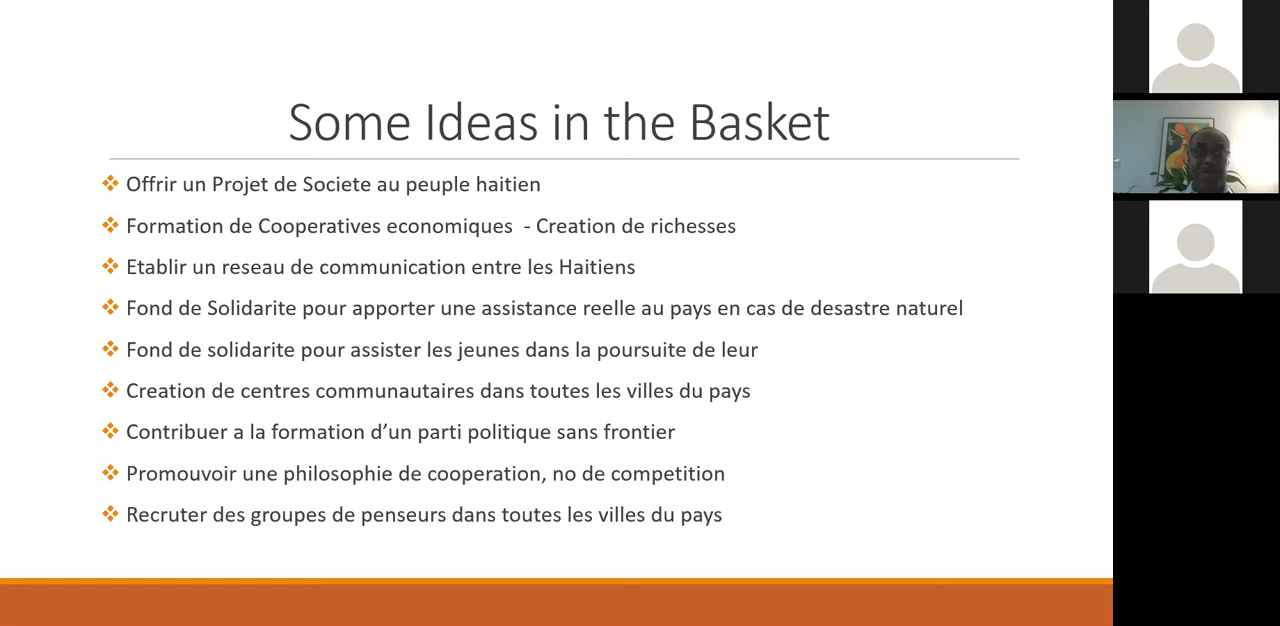 Some Ideas in the Basket
Offrir un Projet de Societe au peuple haitien
Formation de Cooperatives economiques - Creation de richesses
Etablir un reseau de communication entre les Haitiens
Fond de Solidarite pour apporter une assistance reelle au pays en cas de desastre naturel
Fond de solidarite pour assister les jeunes dans la poursuite de leur
Creation de centres communautaires dans toutes les villes du pays
Contribuer a la formation d’un parti politique sans frontier
Promouvoir une philosophie de cooperation, no de competition
Recruter des groupes de penseurs dans toutes les villes du pays